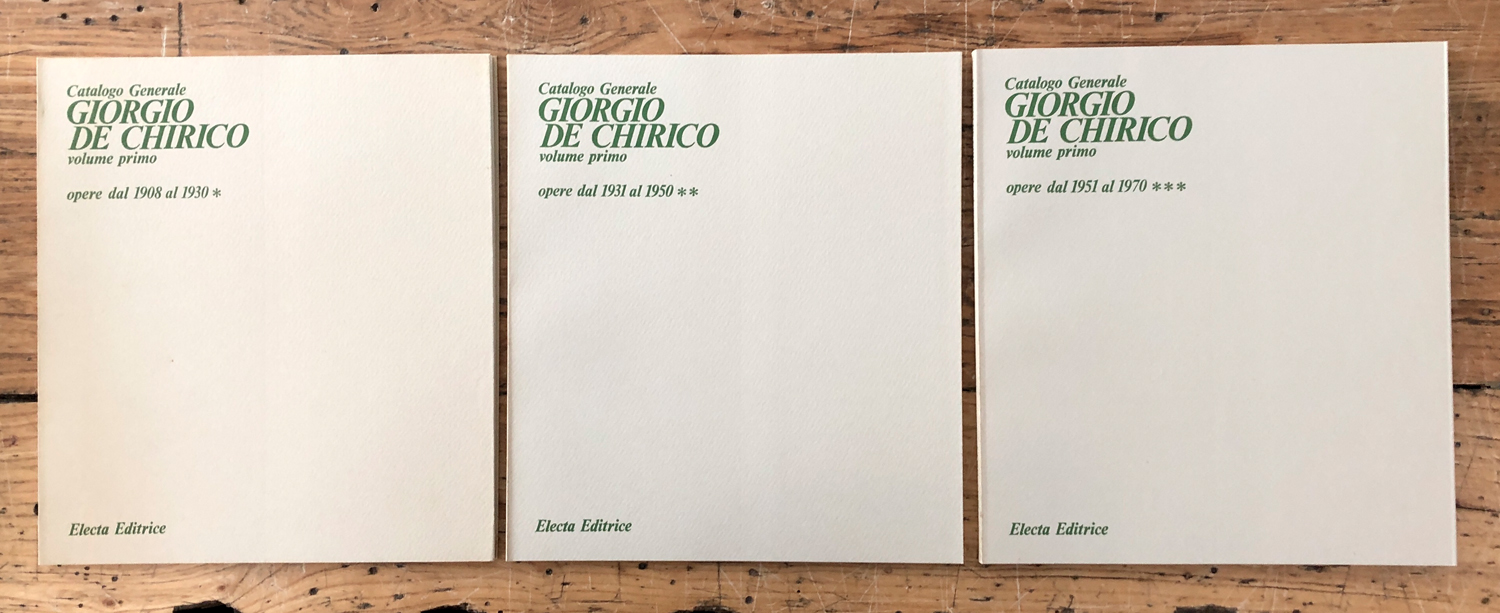 Catalogo Generale
GIORGIO
DE CHIRICO
volume primo
opere dal 1908 al 1930 *
Electa Editrice
Catalogo Generale
GIORGIO
DE CHIRICO
volume primo
opere dal 1931 al 1950 **
Electa Editrice
Catalogo Generale
GIORGIO
DE CHIRICO
volume primo
opere dal 1951 al 1970 ***
Electa Editrice